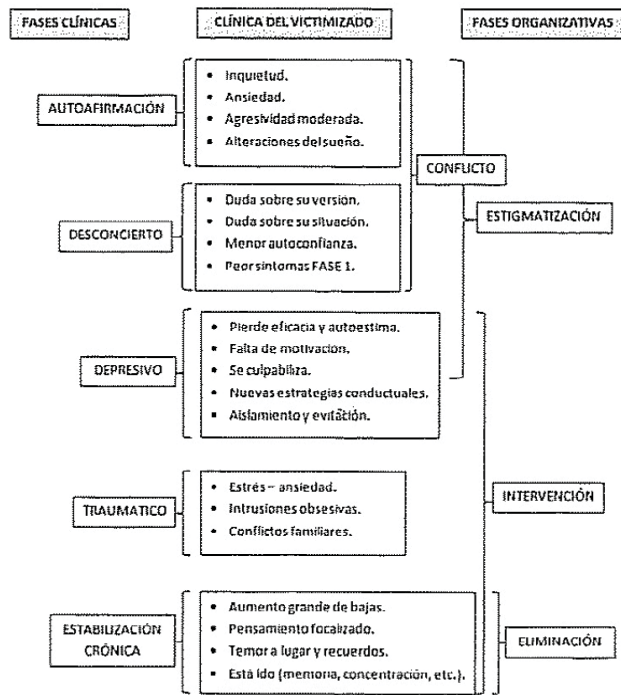 FASES CLÍNICAS
CLÍNICA DEL VICTIMIZADO
FASES ORGANIZATIVAS
AUTOAFIRMACIÓN
• Inquietud.
• Ansiedad.
• Agresividad moderada.
• Alteraciones del sueño.
CONFLICTO
DESCONCIERTO
• Duda sobre su versión.
• Duda sobre su situación.
• Menor autoconfianza.
• Peor síntomas FASE 1.
ESTIGMATIZACIÓN
DEPRESIVO
• Pierde eficacia y autoestima.
• Falta de motivación.
• Se culpabiliza.
• Nuevas estrategias conductuales.
• Aislamiento y evitación.
TRAUMATICO
• Estrés – ansiedad.
• Intrusiones obsesivas.
• Conflictos familiares.
INTERVENCIÓN
ESTABILIZACIÓN
CRÓNICA
• Aumento grande de bajas.
• Pensamiento focalizado.
• Temor a lugar y recuerdos.
• Está ido (memoria, concentración, etc.).
ELIMINACIÓN